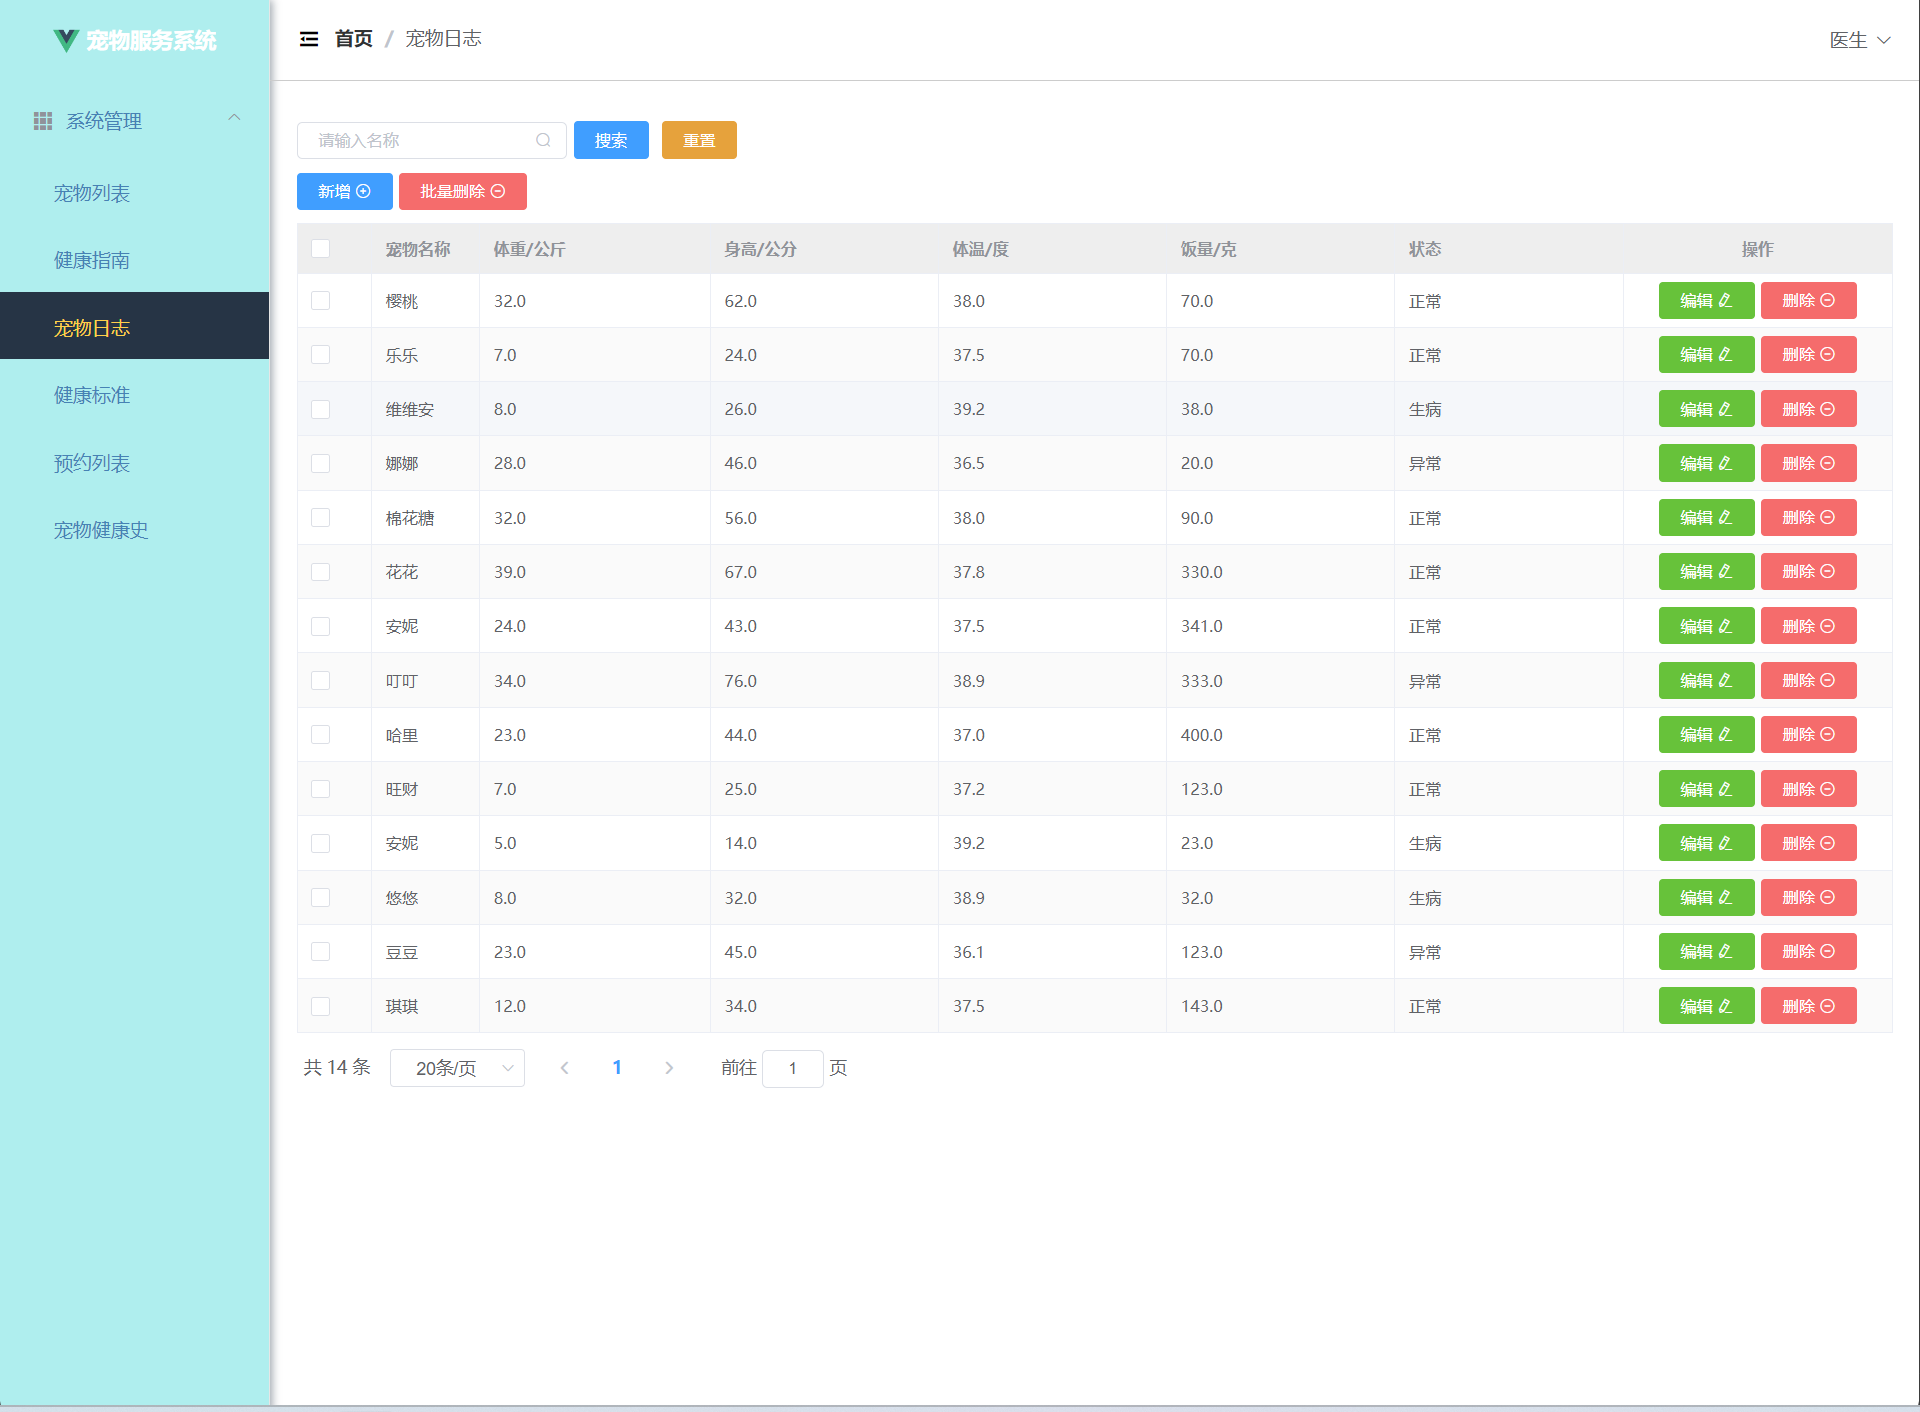 宠物服务系统
首页 / 宠物日志
医生
系统管理
宠物列表
健康指南
宠物日志
健康标准
预约列表
宠物健康史
请输入名称 搜索 重置
新增 批量删除
宠物名称 体重/公斤 身高/公分 体温/度 饭量/克 状态 操作
樱桃 32.0 62.0 38.0 70.0 正常 编辑 删除
乐乐 7.0 24.0 37.5 70.0 正常 编辑 删除
维维安 8.0 26.0 39.2 38.0 生病 编辑 删除
娜娜 28.0 46.0 36.5 20.0 异常 编辑 删除
棉花糖 32.0 56.0 38.0 90.0 正常 编辑 删除
花花 39.0 67.0 37.8 330.0 正常 编辑 删除
安妮 24.0 43.0 37.5 341.0 正常 编辑 删除
叮叮 34.0 76.0 38.9 333.0 异常 编辑 删除
哈里 23.0 44.0 37.0 400.0 正常 编辑 删除
旺财 7.0 25.0 37.2 123.0 正常 编辑 删除
安妮 5.0 14.0 39.2 23.0 生病 编辑 删除
悠悠 8.0 32.0 38.9 32.0 生病 编辑 删除
豆豆 23.0 45.0 36.1 123.0 异常 编辑 删除
琪琪 12.0 34.0 37.5 143.0 正常 编辑 删除
共 14 条 20条/页 1 前往 1 页